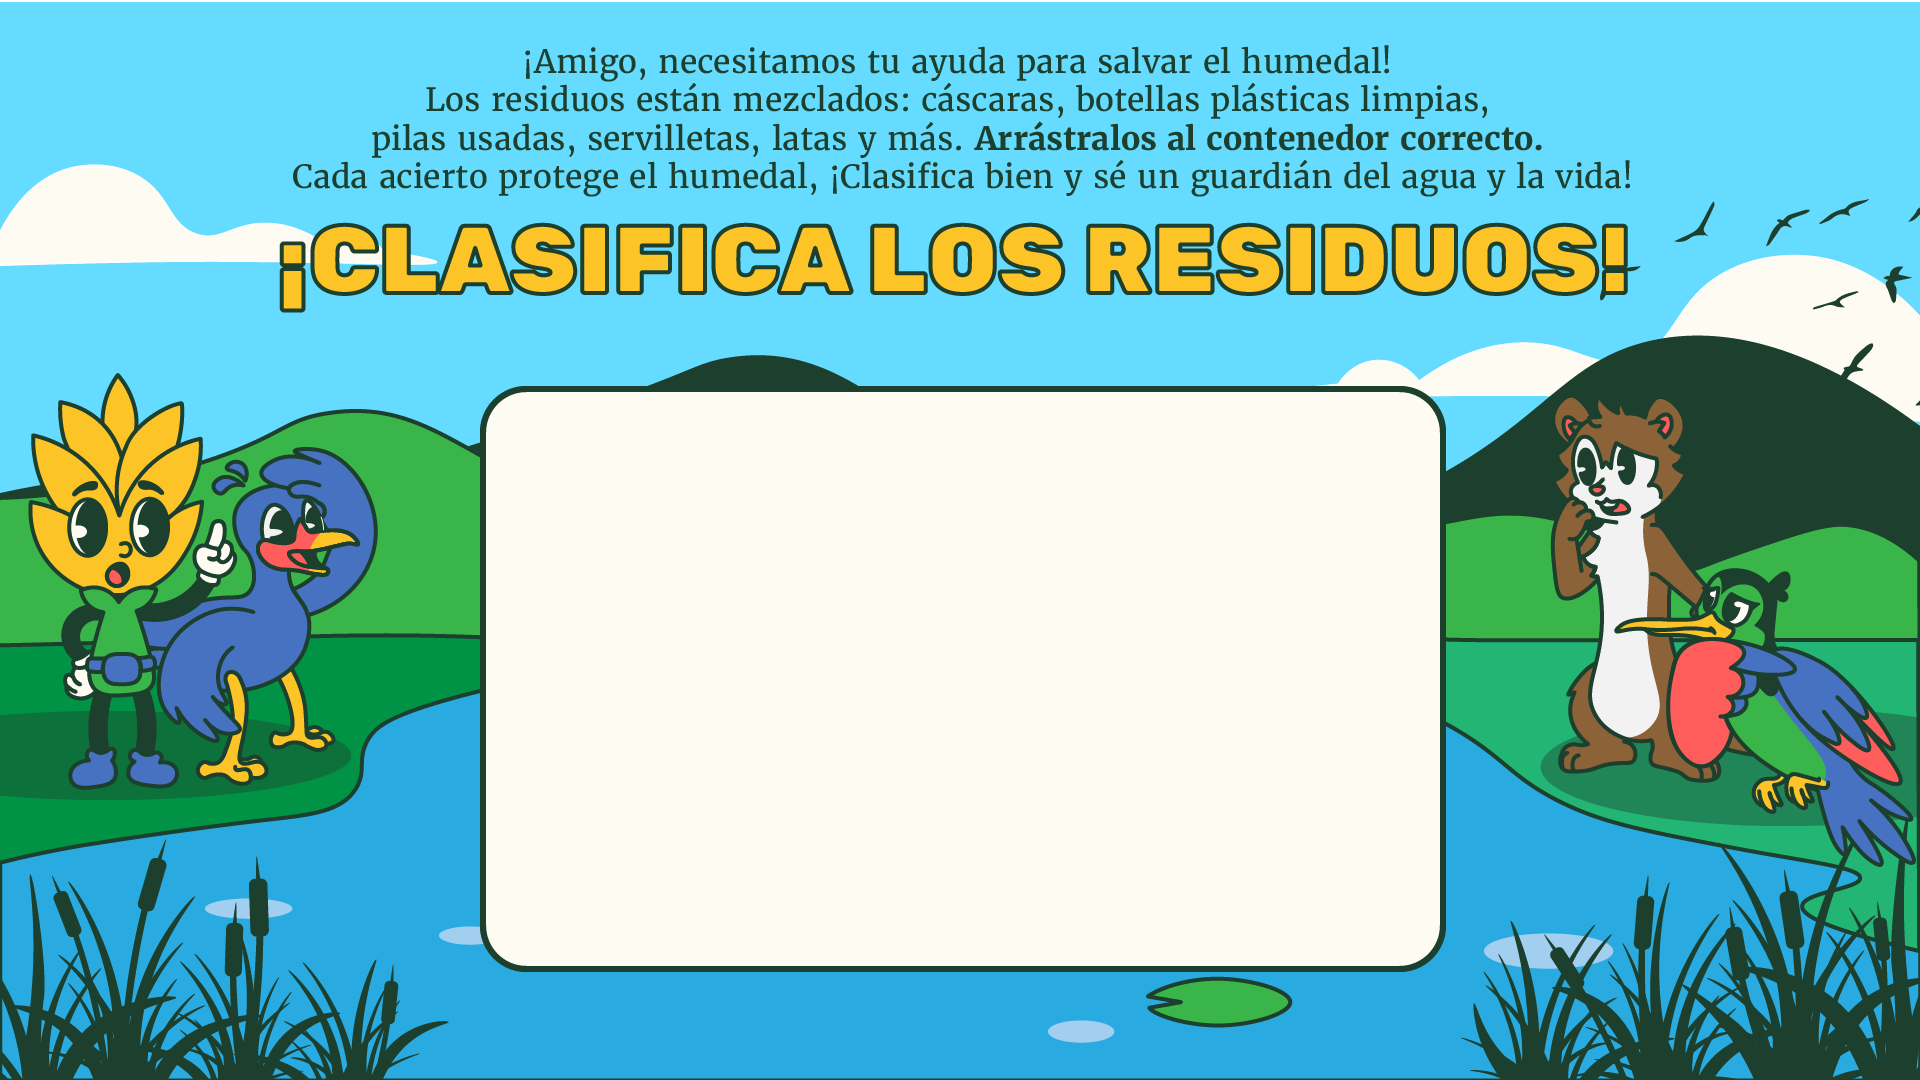 ¡Amigo, necesitamos tu ayuda para salvar el humedal!
Los residuos están mezclados: cáscaras, botellas plásticas limpias,
pilas usadas, servilletas, latas y más. Arrástralos al contenedor correcto.
Cada acierto protege el humedal, ¡Clasifica bien y sé un guardián del agua y la vida!
¡CLASIFICA LOS RESIDUOS!